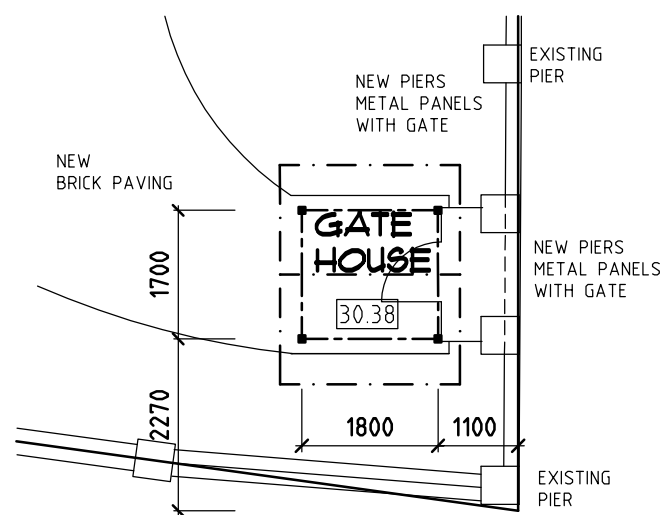 EXISTING
PIER
NEW PIERS
METAL PANELS
WITH GATE
NEW
BRICK PAVING
GATE
HOUSE
30.38
NEW PIERS
METAL PANELS
WITH GATE
1700
2270
1800
1100
EXISTING
PIER